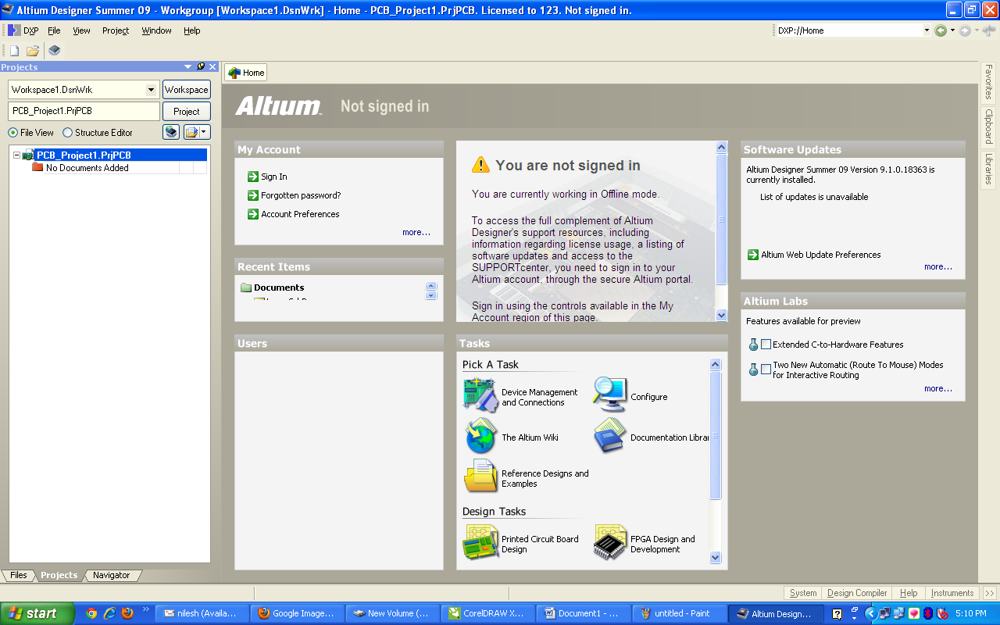 Altium Designer Summer 09 - Workgroup [Workspace1.DsnWrk] - Home - PCB_Project1.PrjPCB. Licensed to 123. Not signed in.
DXP File View Project Window Help
DXP://Home
Projects
Home
Workspace1.DsnWrk
Workspace
PCB_Project1.PrjPCB
Project
File View
Structure Editor
PCB_Project1.PrjPCB
No Documents Added
Altium
Not signed in
My Account
Sign In
Forgotten password?
Account Preferences
more...
Recent Items
Documents
Users
You are not signed in
You are currently working in Offline mode.
To access the full complement of Altium
Designer's support resources, including
information regarding license usage, a listing of
software updates and access to the
SUPPORTcenter, you need to sign in to your
Altium account, through the secure Altium portal.
Sign in using the controls available in the My
Account region of this page.
Tasks
Pick A Task
Device Management
and Connections
Configure
The Altium Wiki
Documentation Librar
Reference Designs and
Examples
Design Tasks
Printed Circuit Board
Design
FPGA Design and
Development
Software Updates
Altium Designer Summer 09 Version 9.1.0.18363 is
currently installed.
List of updates is unavailable
Altium Web Update Preferences
more...
Altium Labs
Features available for preview
Extended C-to-Hardware Features
Two New Automatic (Route To Mouse) Modes
for Interactive Routing
more...
Favorites
Clipboard
Libraries
Files Projects Navigator
System Design Compiler Help Instruments >>
start
nilesh (Availa...
Google Image...
New Volume (...
CorelDRAW X...
Document1 - ...
untitled - Paint
Altium Design...
5:10 PM